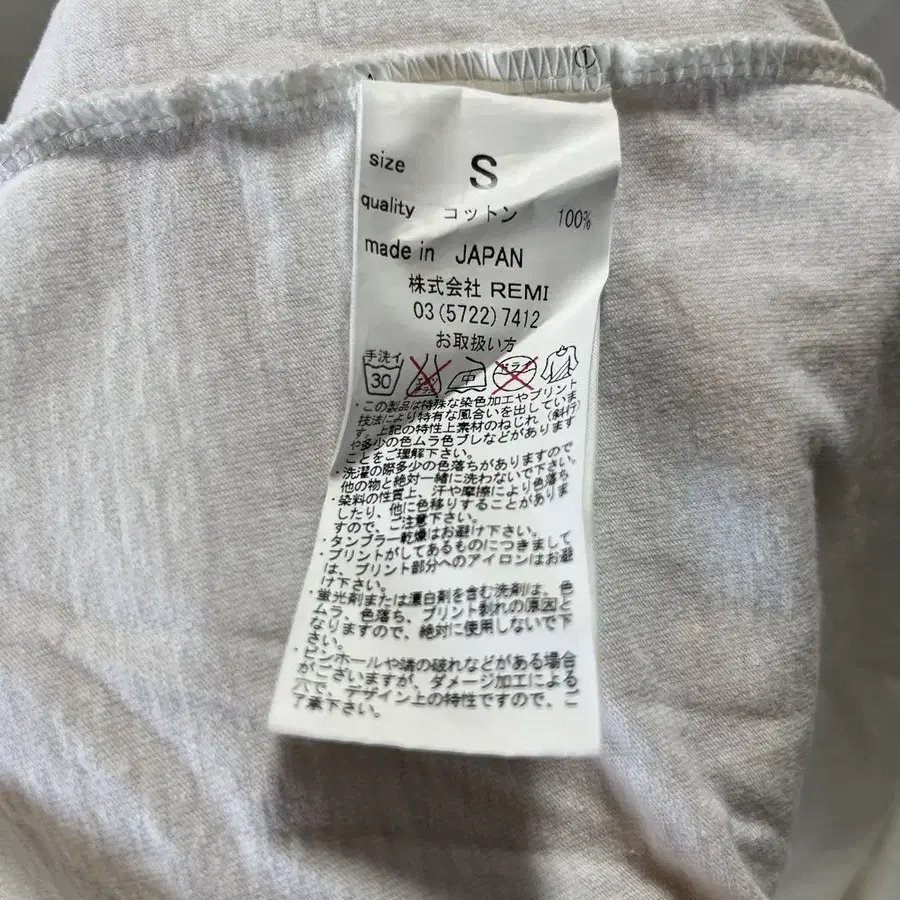 ①
size S
quality コットン 100%
made in JAPAN
株式会社 REMI
03(5722)7412
お取扱い方
手洗イ 中 ドライ
30 エンソサラシ
・この製品は特殊な染色加工やプリント
技法により特有な風合いを出していま
す。上記の特性上素材のねじれ（斜行）
や多少の色ムラ色ブレなどがあります
ことをご理解下さい。
・洗濯の際多少の色落ちがありますので
他の物と絶対一緒に洗わないで下さい。
・染料の性質上、汗や摩擦により色落ち
したり、他に色移りすることがありま
すので、ご注意下さい。
・タンブラー乾燥はお避け下さい。
・プリントがしてあるものにつきまして
は、プリント部分へのアイロンはお避
け下さい。
・蛍光剤または漂白剤を含む洗剤は、色
ムラ、色落ち、プリント剥れの原因と
なりますので、絶対に使用しないで下
さい。
・ピンホールや端の破れなどがある場合
がございますが、ダメージ加工による
穴で、デザイン上の特性ですので、ご
了承下さい。